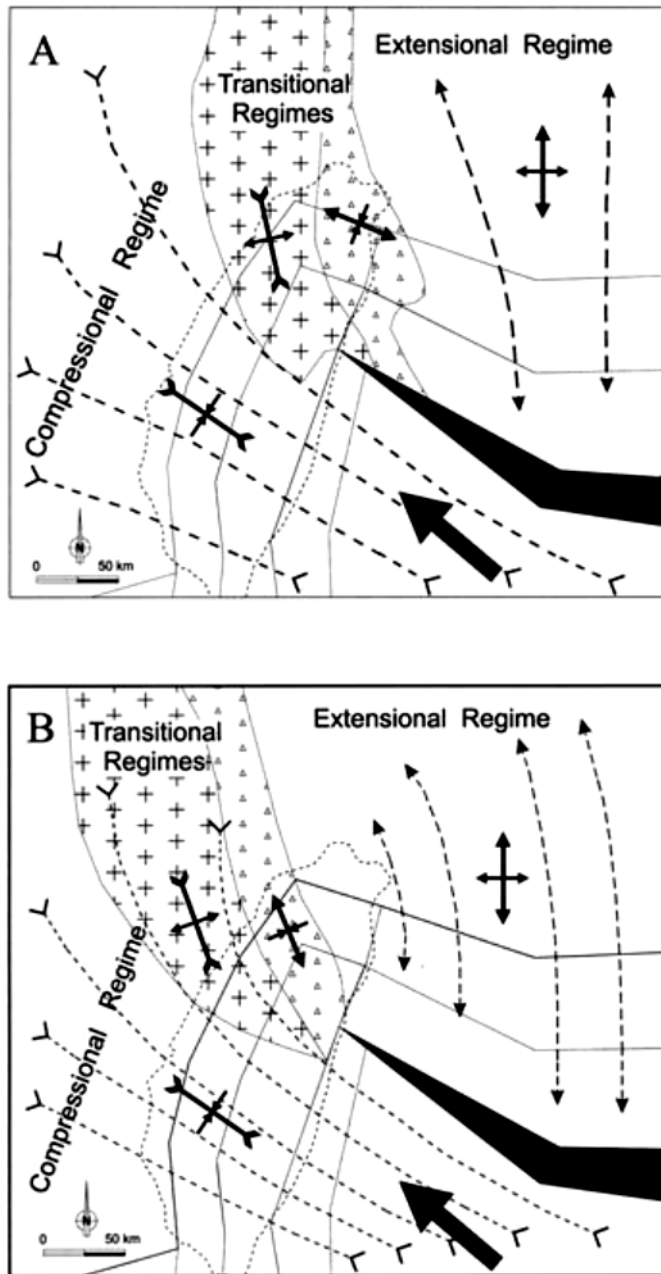 A
Extensional Regime
Transitional
Regimes
Compressional Regime
N
0 50 km
B
Extensional Regime
Transitional
Regimes
Compressional Regime
N
0 50 km